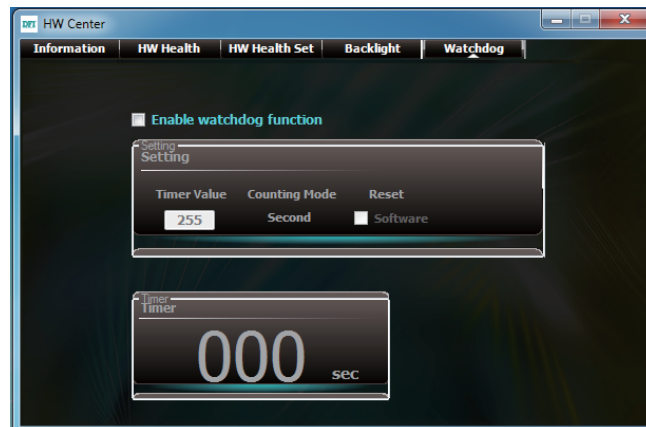 DFI HW Center
Information HW Health HW Health Set Backlight Watchdog
Enable watchdog function
Setting
Setting
Timer Value Counting Mode Reset
255 Second Software
Timer
Timer
000 sec